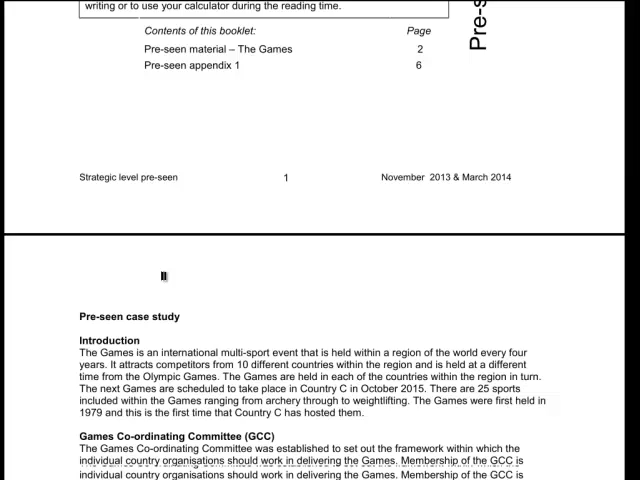 writing or to use your calculator during the reading time.
Pre-s
Contents of this booklet: Page
Pre-seen material – The Games 2
Pre-seen appendix 1 6
Strategic level pre-seen 1 November 2013 & March 2014
Pre-seen case study
Introduction
The Games is an international multi-sport event that is held within a region of the world every four
years. It attracts competitors from 10 different countries within the region and is held at a different
time from the Olympic Games. The Games are held in each of the countries within the region in turn.
The next Games are scheduled to take place in Country C in October 2015. There are 25 sports
included within the Games ranging from archery through to weightlifting. The Games were first held in
1979 and this is the first time that Country C has hosted them.
Games Co-ordinating Committee (GCC)
The Games Co-ordinating Committee was established to set out the framework within which the
individual country organisations should work in delivering the Games. Membership of the GCC is
individual country organisations should work in delivering the Games. Membership of the GCC is